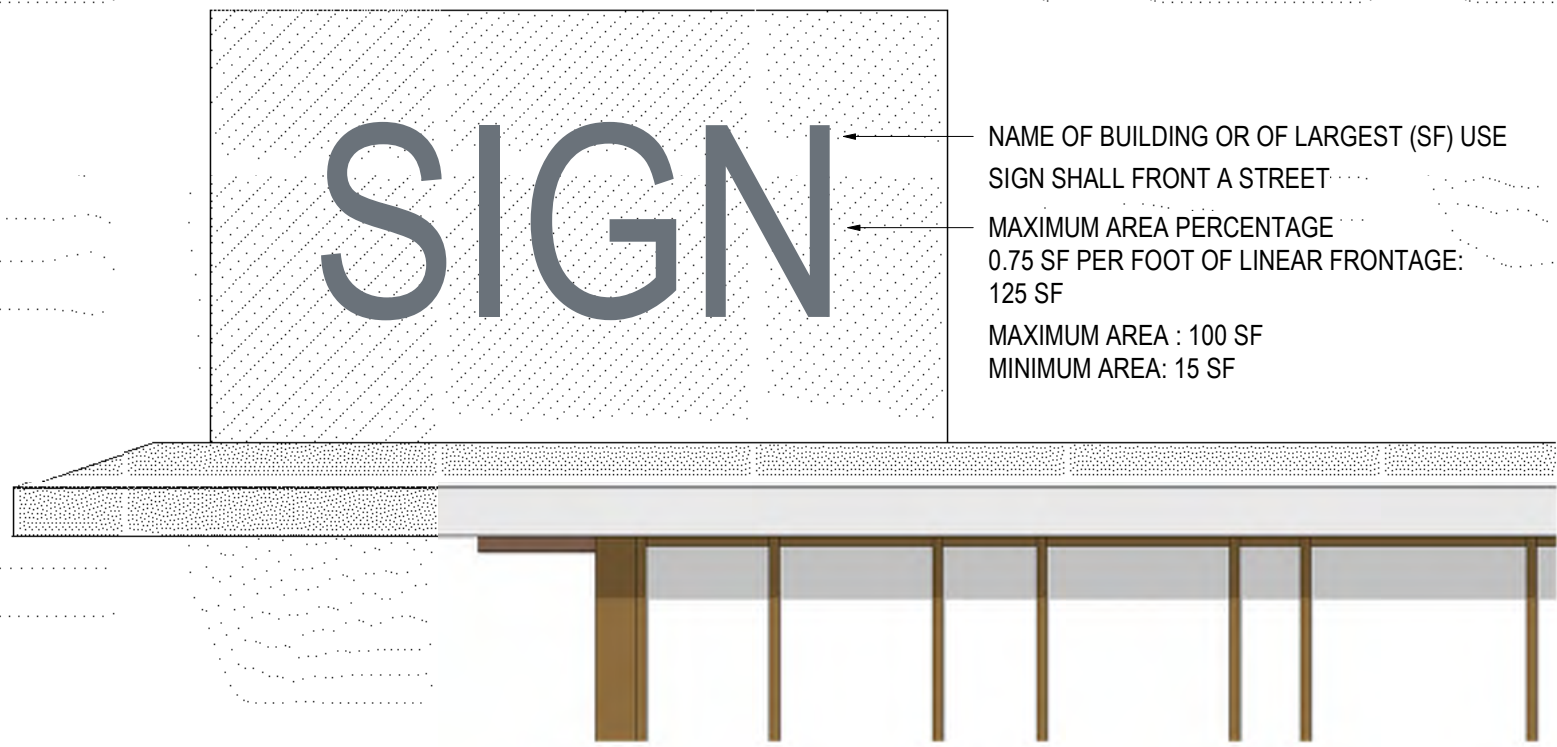 SIGN
NAME OF BUILDING OR OF LARGEST (SF) USE
SIGN SHALL FRONT A STREET
MAXIMUM AREA PERCENTAGE
0.75 SF PER FOOT OF LINEAR FRONTAGE:
125 SF
MAXIMUM AREA : 100 SF
MINIMUM AREA: 15 SF